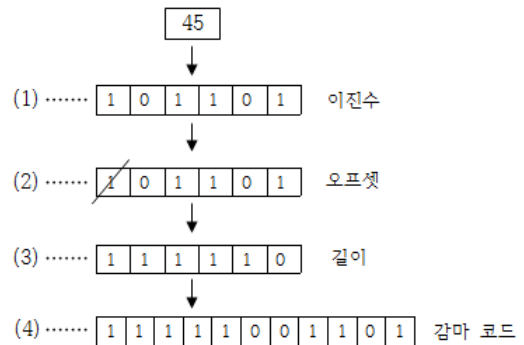 45
(1) ······· 1 0 1 1 0 1 이진수
(2) ······· 1 0 1 1 0 1 오프셋
(3) ······· 1 1 1 1 1 0 길이
(4) ······· 1 1 1 1 1 0 0 1 1 0 1 감마 코드